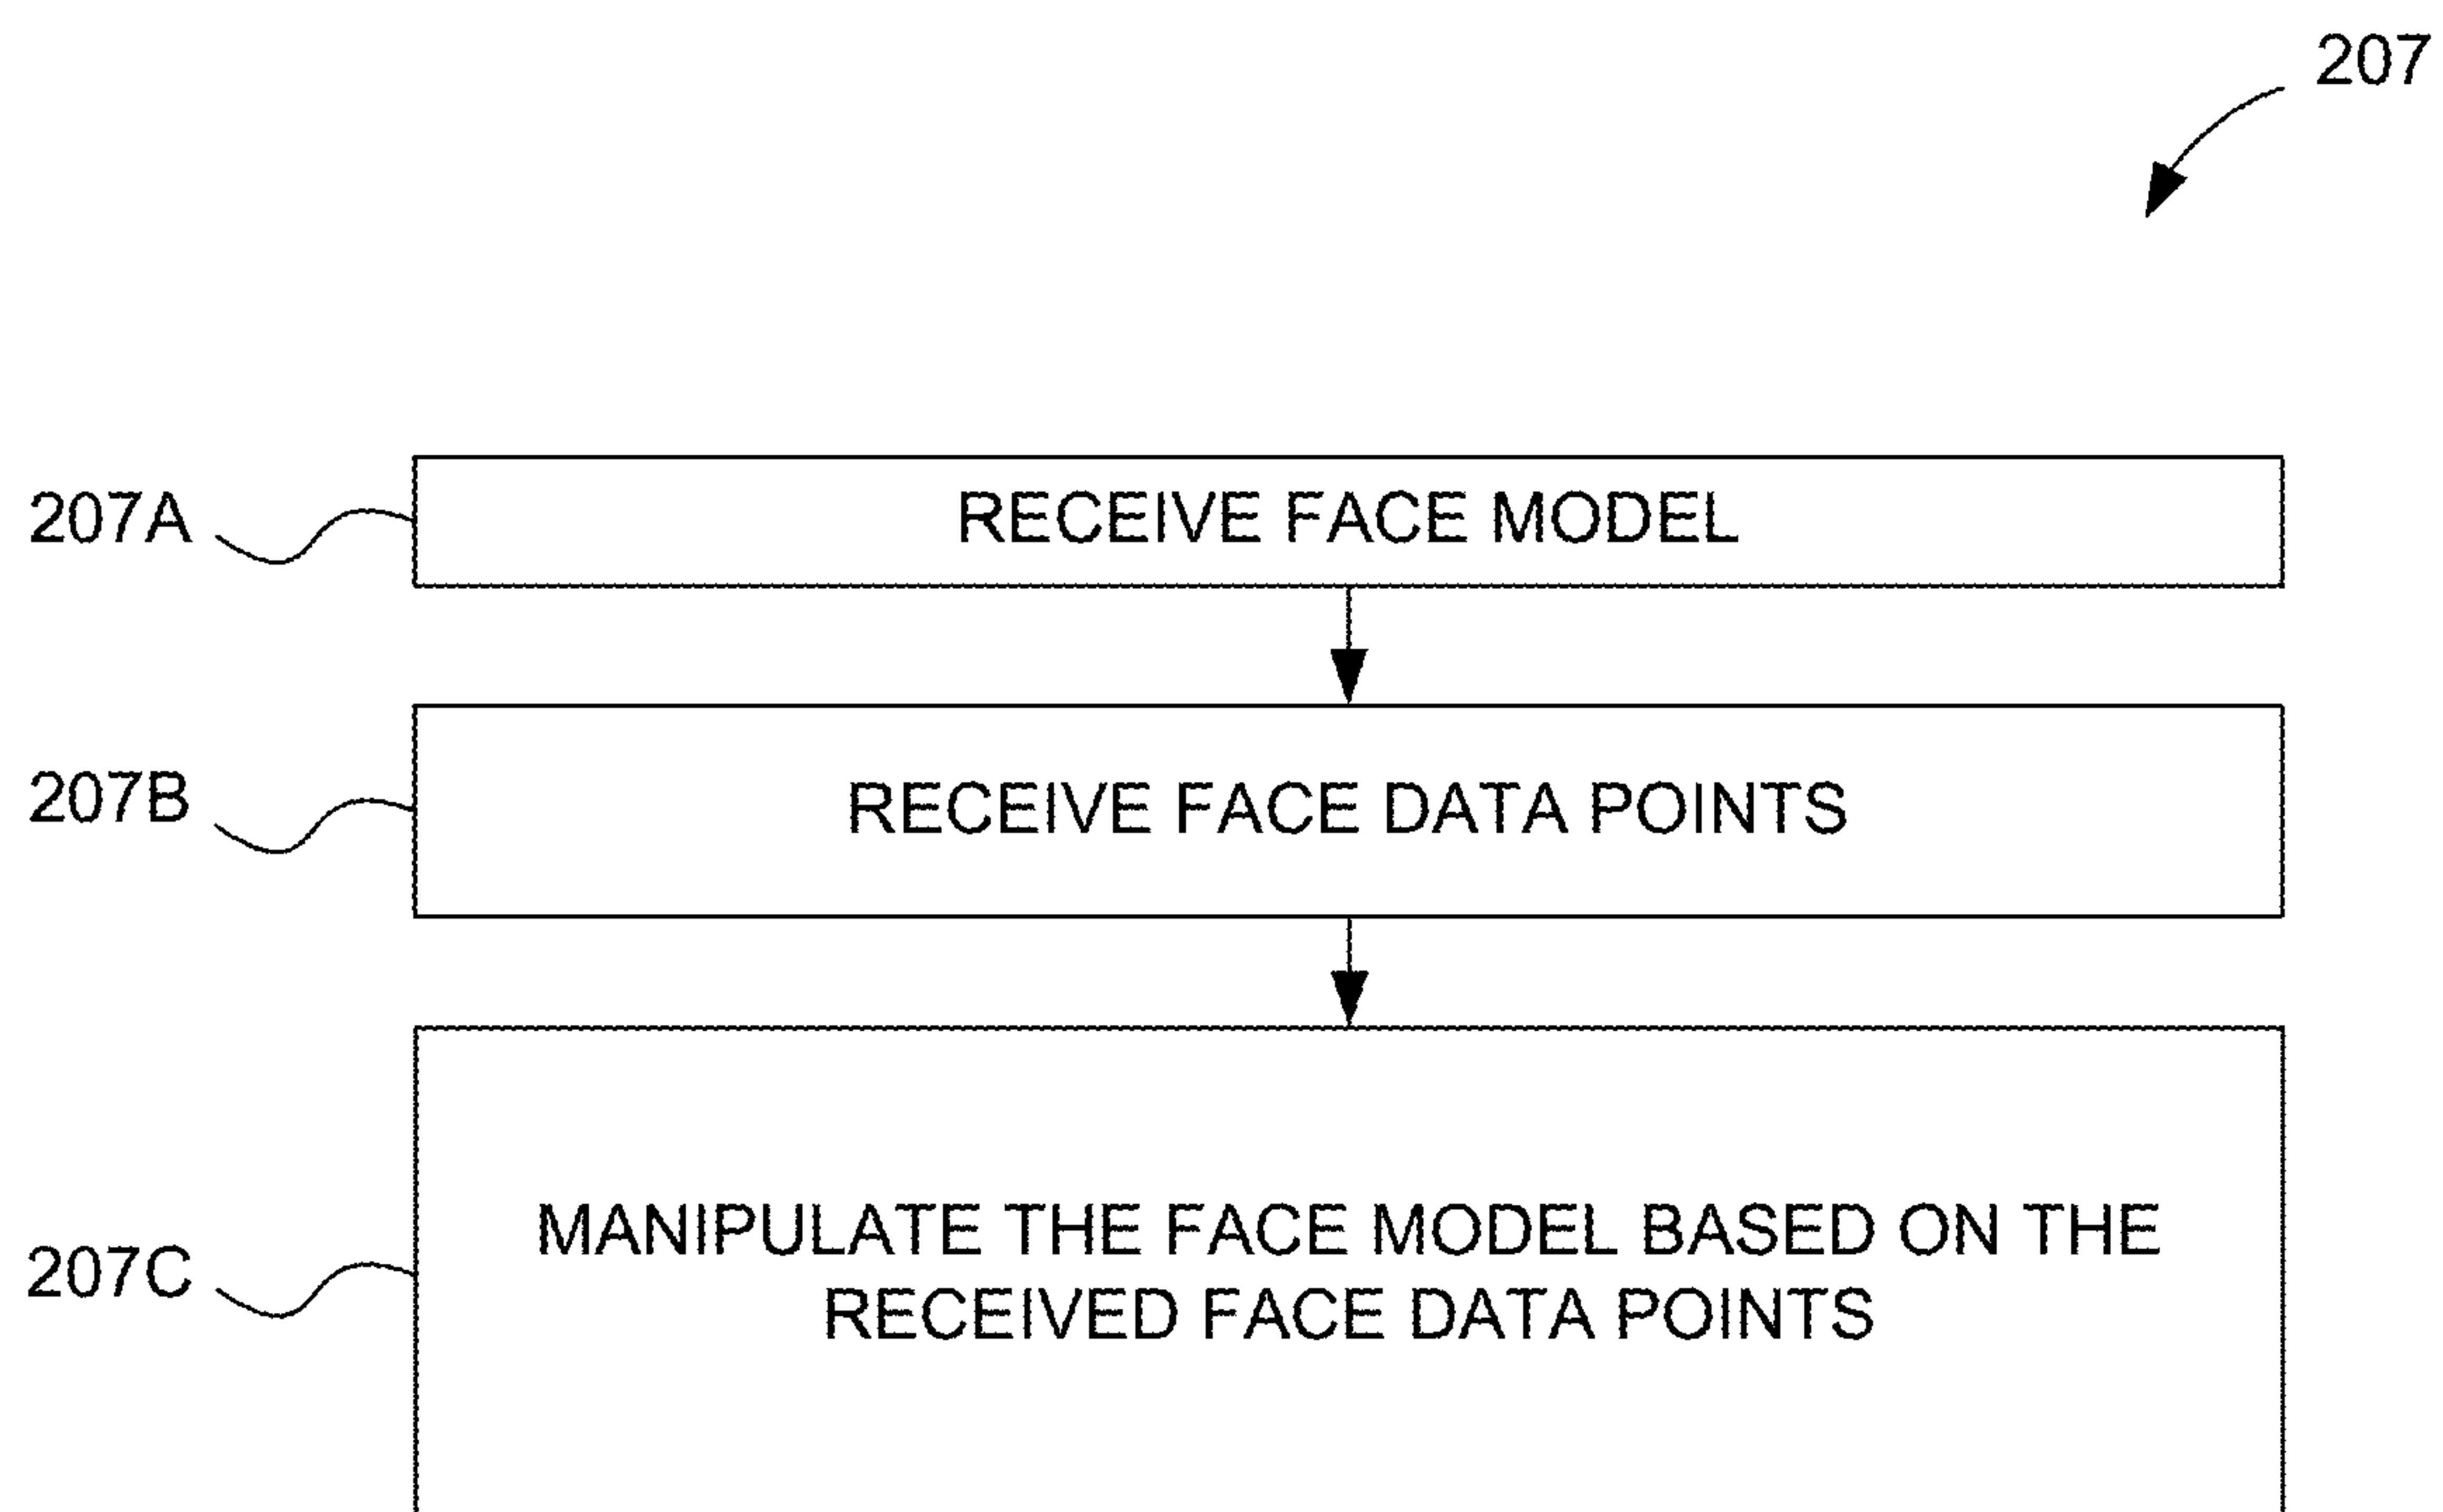 207
207A
RECEIVE FACE MODEL
207B
RECEIVE FACE DATA POINTS
207C
MANIPULATE THE FACE MODEL BASED ON THE
RECEIVED FACE DATA POINTS